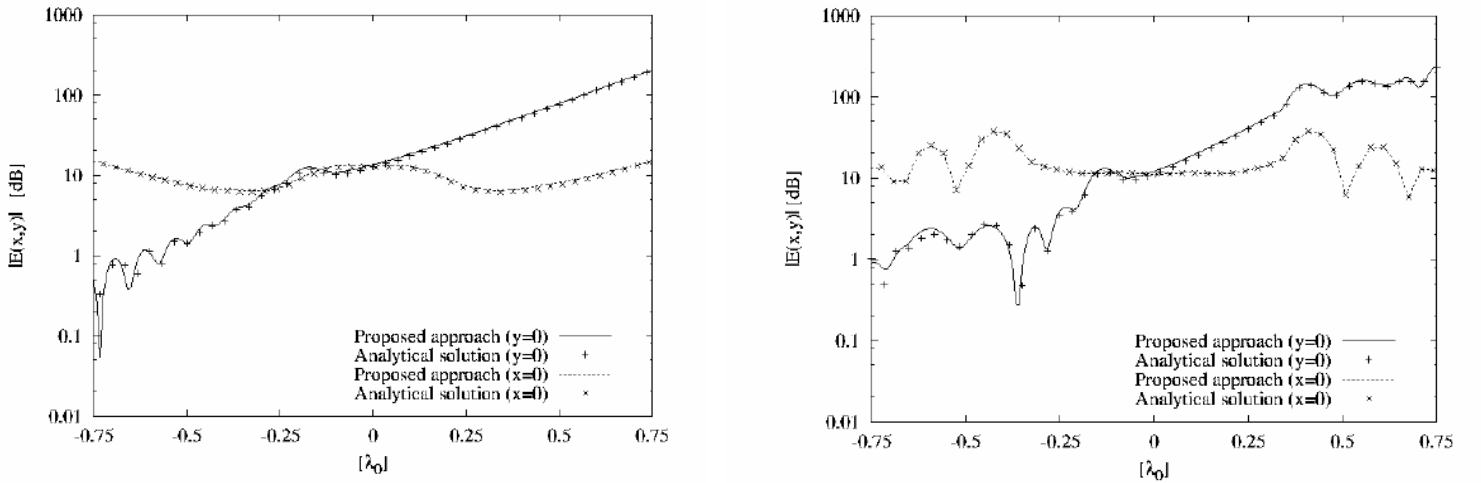 1000
100
10
1
0.1
0.01
|E(x,y)| [dB]
-0.75
-0.5
-0.25
0
0.25
0.5
0.75
[λ0]
Proposed approach (y=0)
Analytical solution (y=0)
Proposed approach (x=0)
Analytical solution (x=0)
1000
100
10
1
0.1
0.01
|E(x,y)| [dB]
-0.75
-0.5
-0.25
0
0.25
0.5
0.75
[λ0]
Proposed approach (y=0)
Analytical solution (y=0)
Proposed approach (x=0)
Analytical solution (x=0)